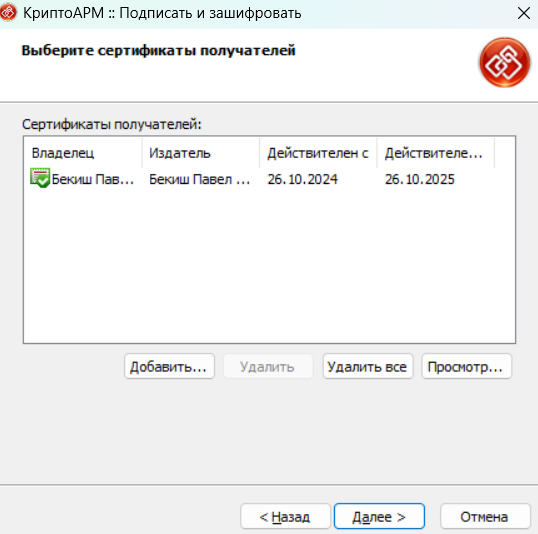 КриптоАРМ :: Подписать и зашифровать
Выберите сертификаты получателей
Сертификаты получателей:
Владелец Издатель Действителен с Действителе...
Бекиш Пав... Бекиш Павел ... 26.10.2024 26.10.2025
Добавить... Удалить Удалить все Просмотр...
< Назад Далее > Отмена